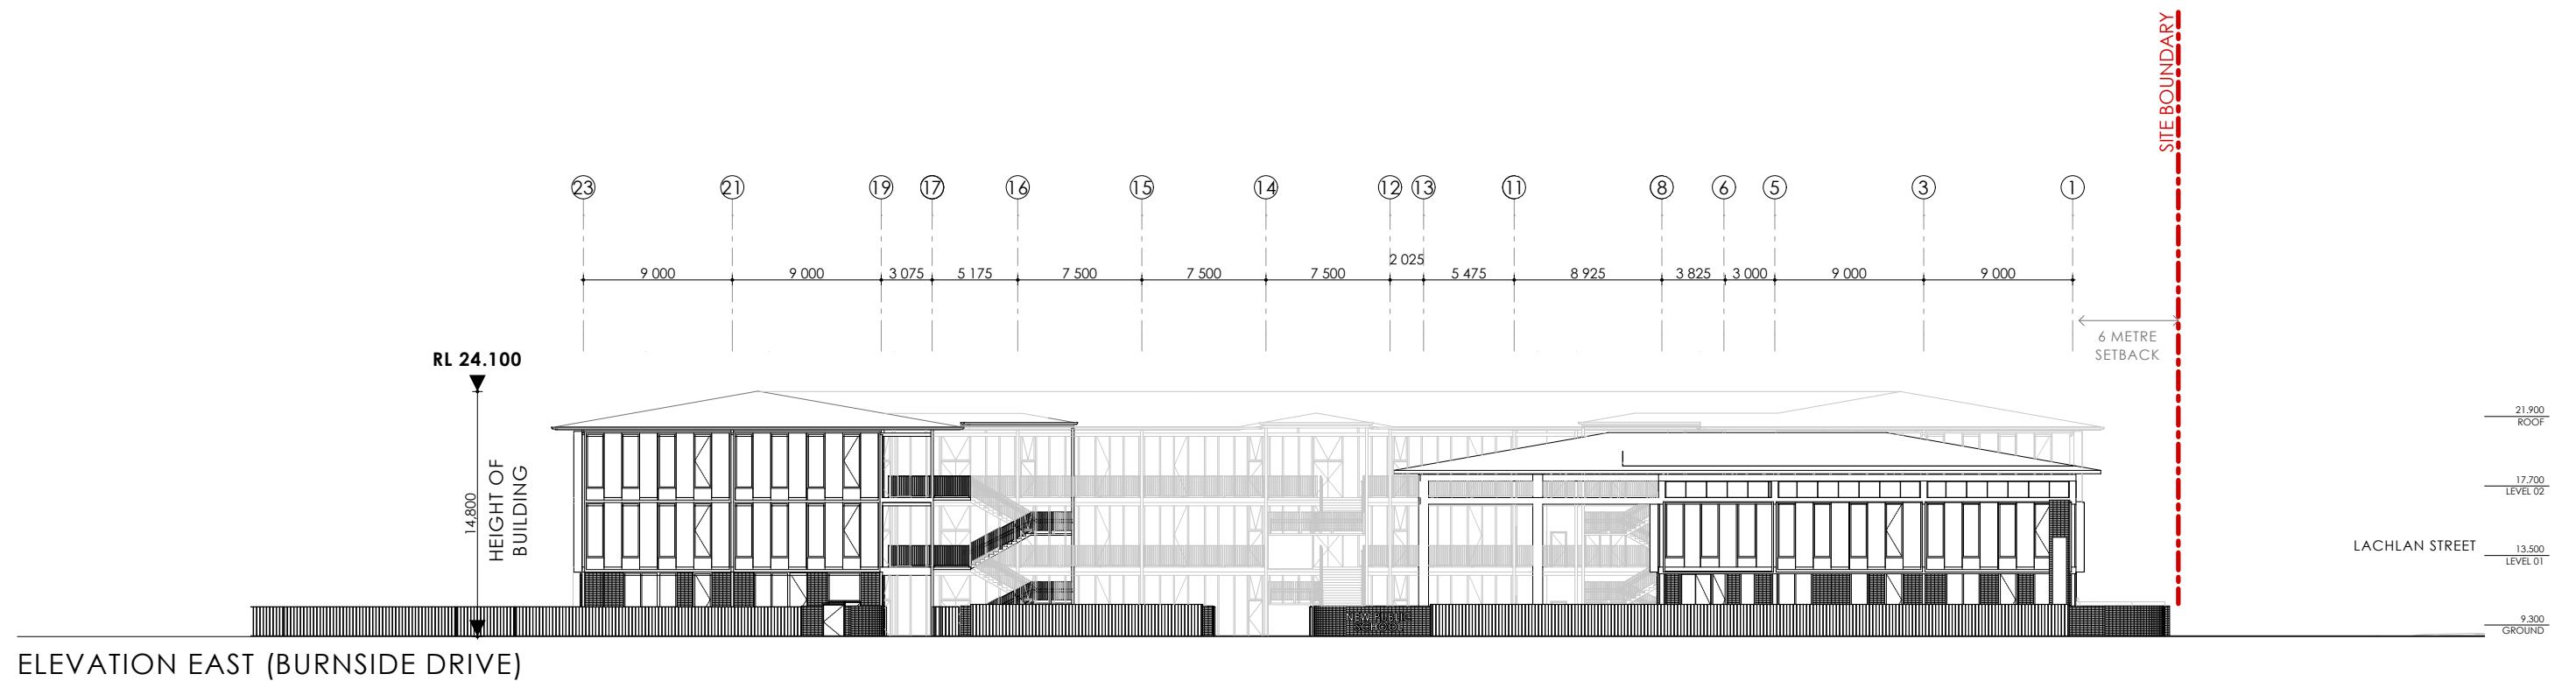 SITE BOUNDARY
23 21 19 17 16 15 14 12 13 11 8 6 5 3 1
2 025
9 000 9 000 3 075 5 175 7 500 7 500 7 500 5 475 8 925 3 825 3 000 9 000 9 000
6 METRE
SETBACK
RL 24.100
14,800
HEIGHT OF
BUILDING
21.900
ROOF
17.700
LEVEL 02
LACHLAN STREET
13.500
LEVEL 01
9.300
GROUND
NEW PUBLIC
SCHOOL
ELEVATION EAST (BURNSIDE DRIVE)